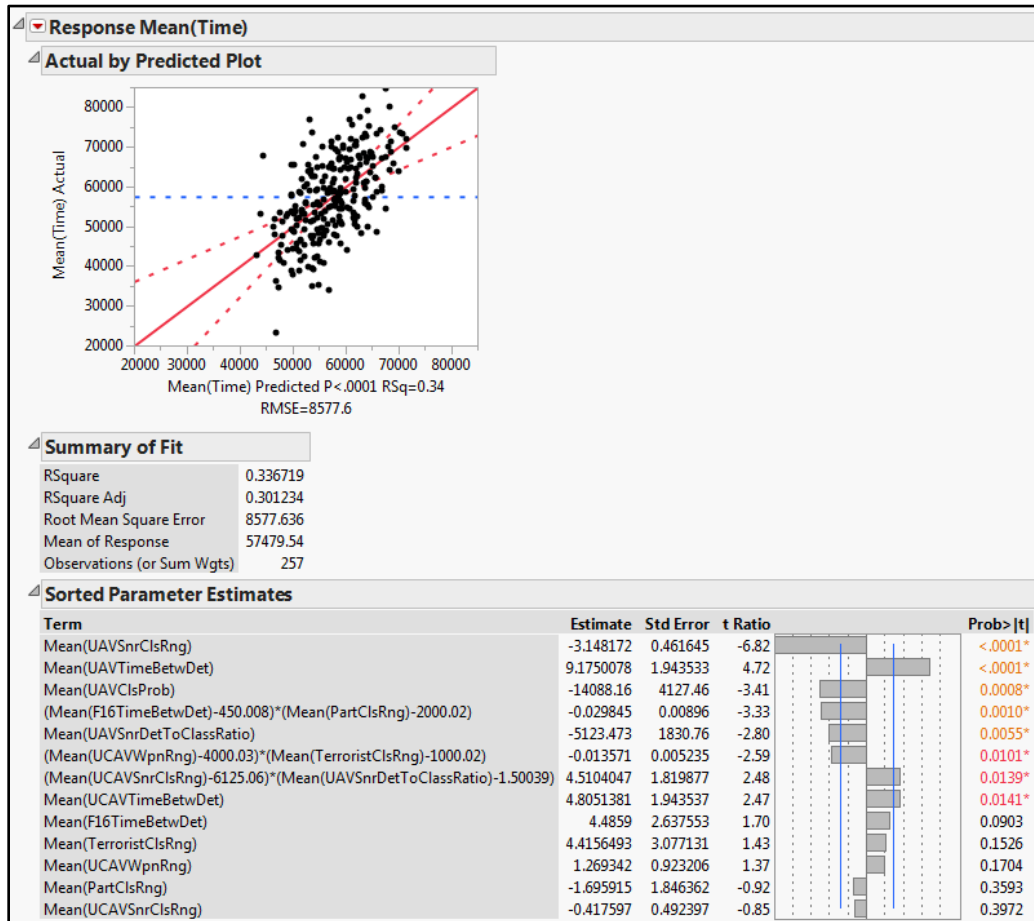 Response Mean(Time)
Actual by Predicted Plot
Mean(Time) Actual
80000
70000
60000
50000
40000
30000
20000
20000 30000 40000 50000 60000 70000 80000
Mean(Time) Predicted P<.0001 RSq=0.34
RMSE=8577.6
Summary of Fit
RSquare 0.336719
RSquare Adj 0.301234
Root Mean Square Error 8577.636
Mean of Response 57479.54
Observations (or Sum Wgts) 257
Sorted Parameter Estimates
Term Estimate Std Error t Ratio Prob>|t|
Mean(UAVSnrClsRng) -3.148172 0.461645 -6.82 <.0001*
Mean(UAVTimeBetwDet) 9.1750078 1.943533 4.72 <.0001*
Mean(UAVClsProb) -14088.16 4127.46 -3.41 0.0008*
(Mean(F16TimeBetwDet)-450.008)*(Mean(PartClsRng)-2000.02) -0.029845 0.00896 -3.33 0.0010*
Mean(UAVSnrDetToClassRatio) -5123.473 1830.76 -2.80 0.0055*
(Mean(UCAVWpnRng)-4000.03)*(Mean(TerroristClsRng)-1000.02) -0.013571 0.005235 -2.59 0.0101*
(Mean(UCAVSnrClsRng)-6125.06)*(Mean(UAVSnrDetToClassRatio)-1.50039) 4.5104047 1.819877 2.48 0.0139*
Mean(UCAVTimeBetwDet) 4.8051381 1.943537 2.47 0.0141*
Mean(F16TimeBetwDet) 4.4859 2.637553 1.70 0.0903
Mean(TerroristClsRng) 4.4156493 3.077131 1.43 0.1526
Mean(UCAVWpnRng) 1.269342 0.923206 1.37 0.1704
Mean(PartClsRng) -1.695915 1.846362 -0.92 0.3593
Mean(UCAVSnrClsRng) -0.417597 0.492397 -0.85 0.3972